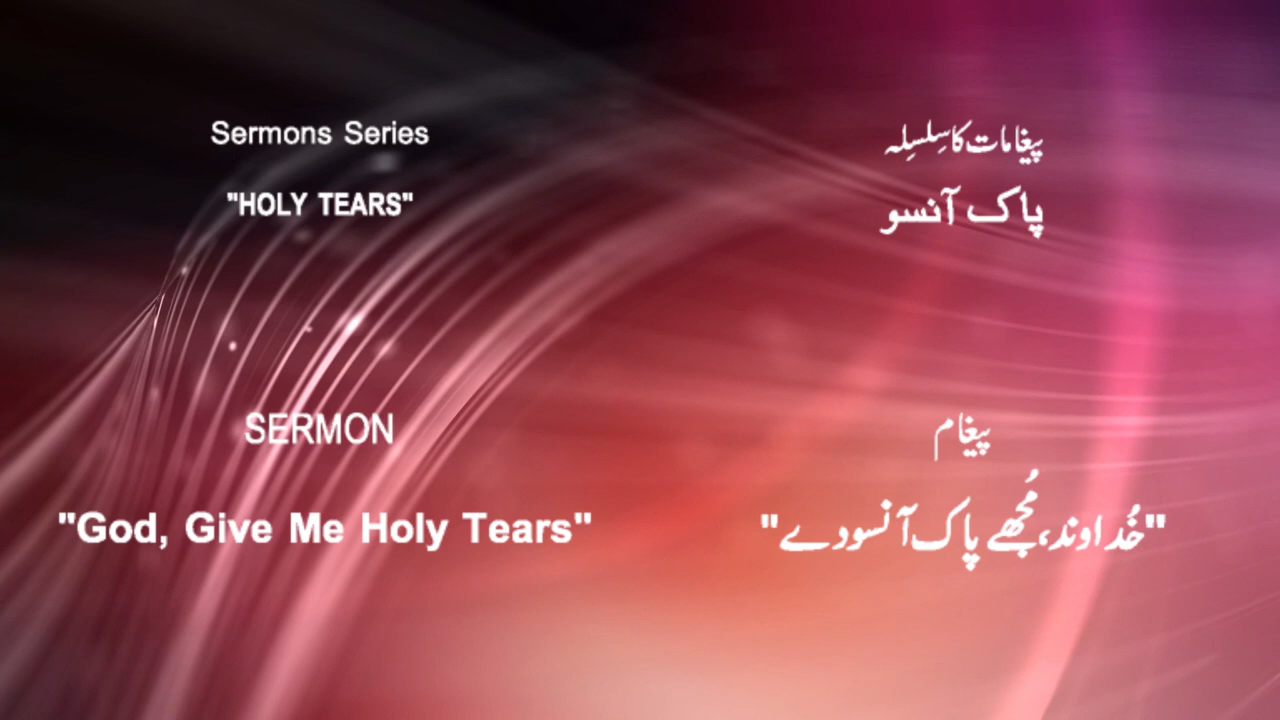 Sermons Series
"HOLY TEARS"
SERMON
"God, Give Me Holy Tears"
پیغامات کا سِلسِلہ
پاک آنسو
پیغام
"خُداوند، مُجھے پاک آنسو دے"